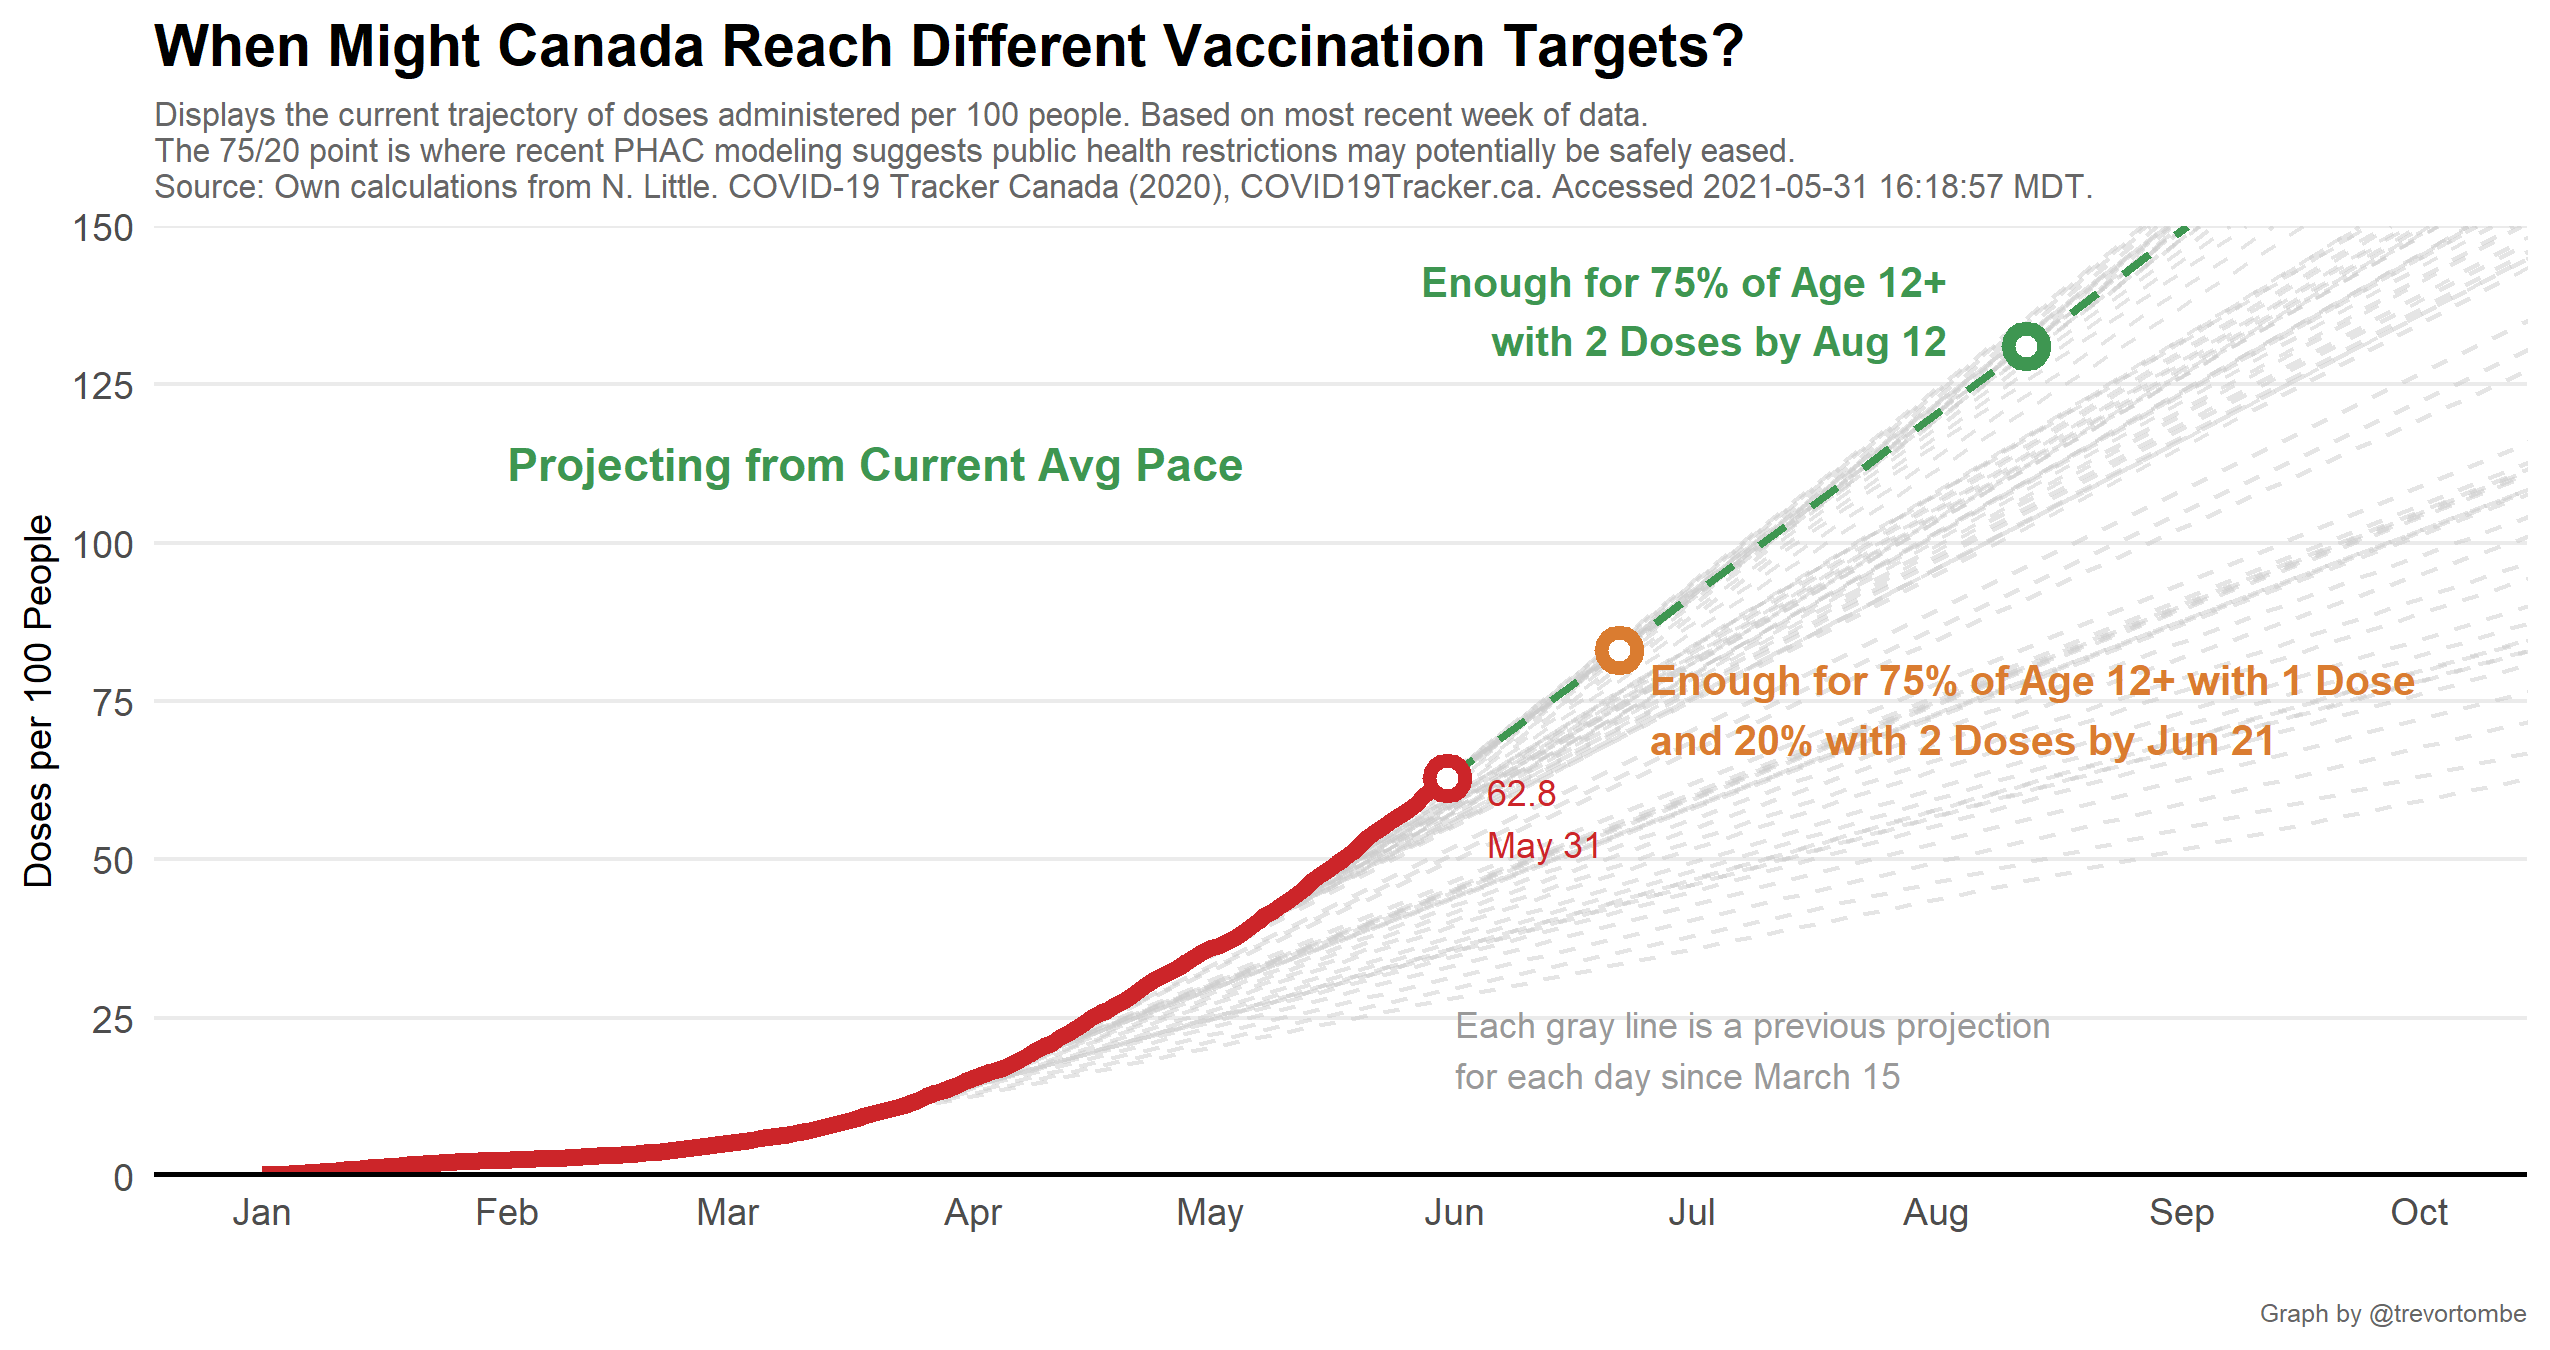 When Might Canada Reach Different Vaccination Targets?
Displays the current trajectory of doses administered per 100 people. Based on most recent week of data.
The 75/20 point is where recent PHAC modeling suggests public health restrictions may potentially be safely eased.
Source: Own calculations from N. Little. COVID-19 Tracker Canada (2020), COVID19Tracker.ca. Accessed 2021-05-31 16:18:57 MDT.
150
125
100
75
50
25
0
Doses per 100 People
Enough for 75% of Age 12+
with 2 Doses by Aug 12
Projecting from Current Avg Pace
Enough for 75% of Age 12+ with 1 Dose
and 20% with 2 Doses by Jun 21
62.8
May 31
Each gray line is a previous projection
for each day since March 15
Jan Feb Mar Apr May Jun Jul Aug Sep Oct
Graph by @trevortombe